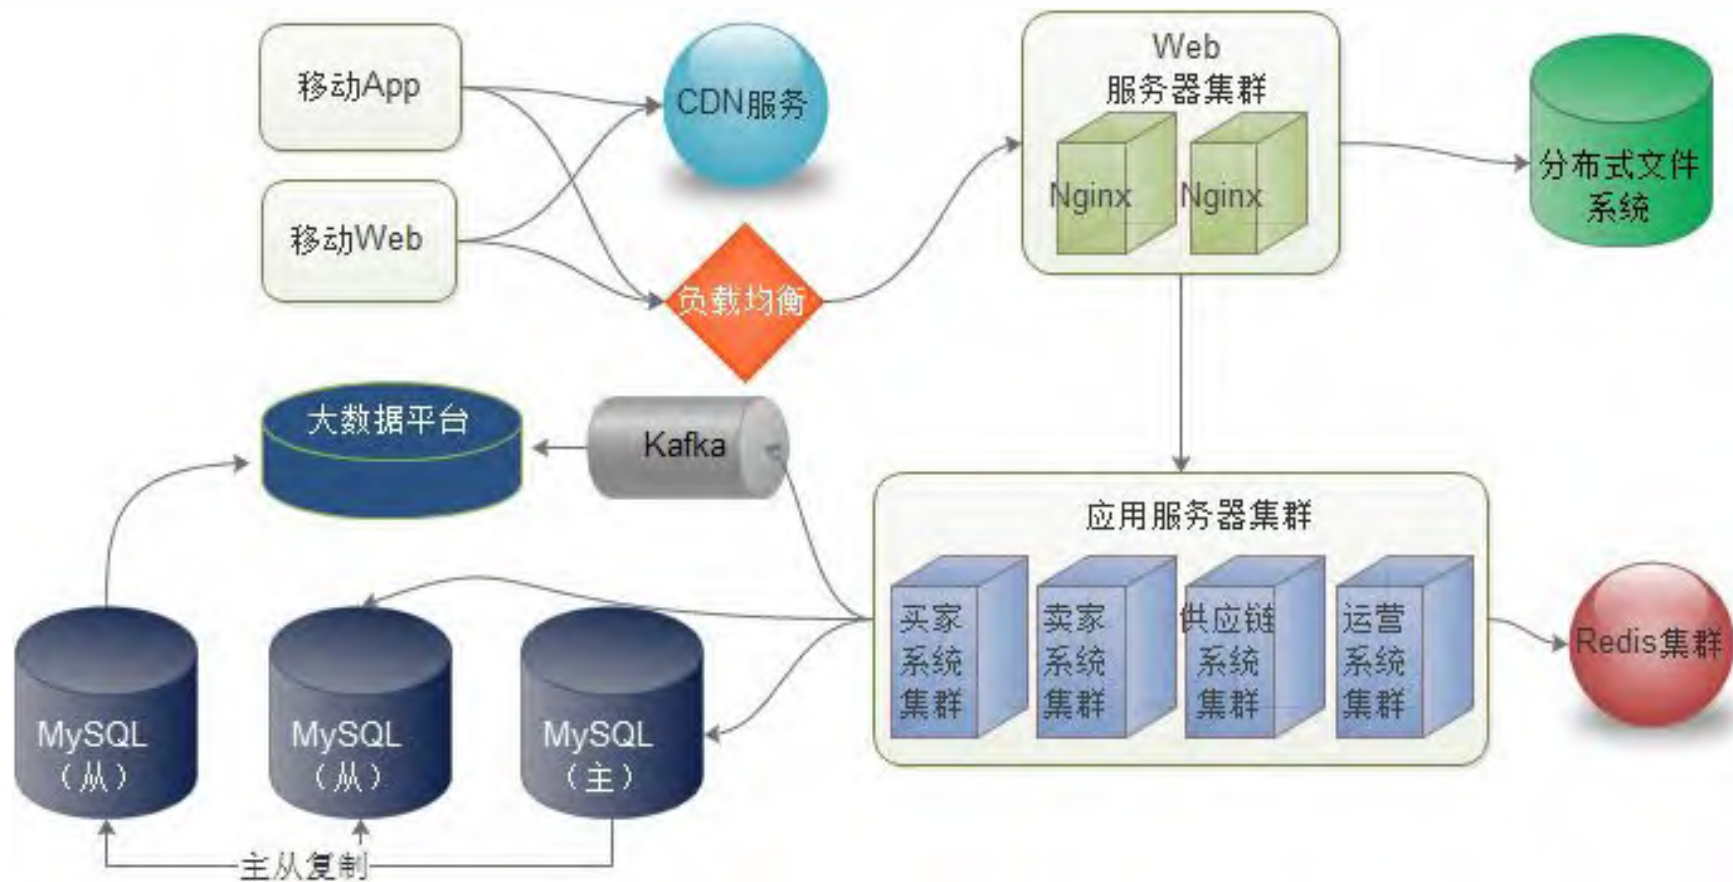 移动App
CDN服务
Web
服务器集群
Nginx
Nginx
分布式文件
系统
移动Web
负载均衡
大数据平台
Kafka
应用服务器集群
买家
系统
集群
卖家
系统
集群
供应链
系统
集群
运营
系统
集群
Redis集群
MySQL
（从）
MySQL
（从）
MySQL
（主）
主从复制